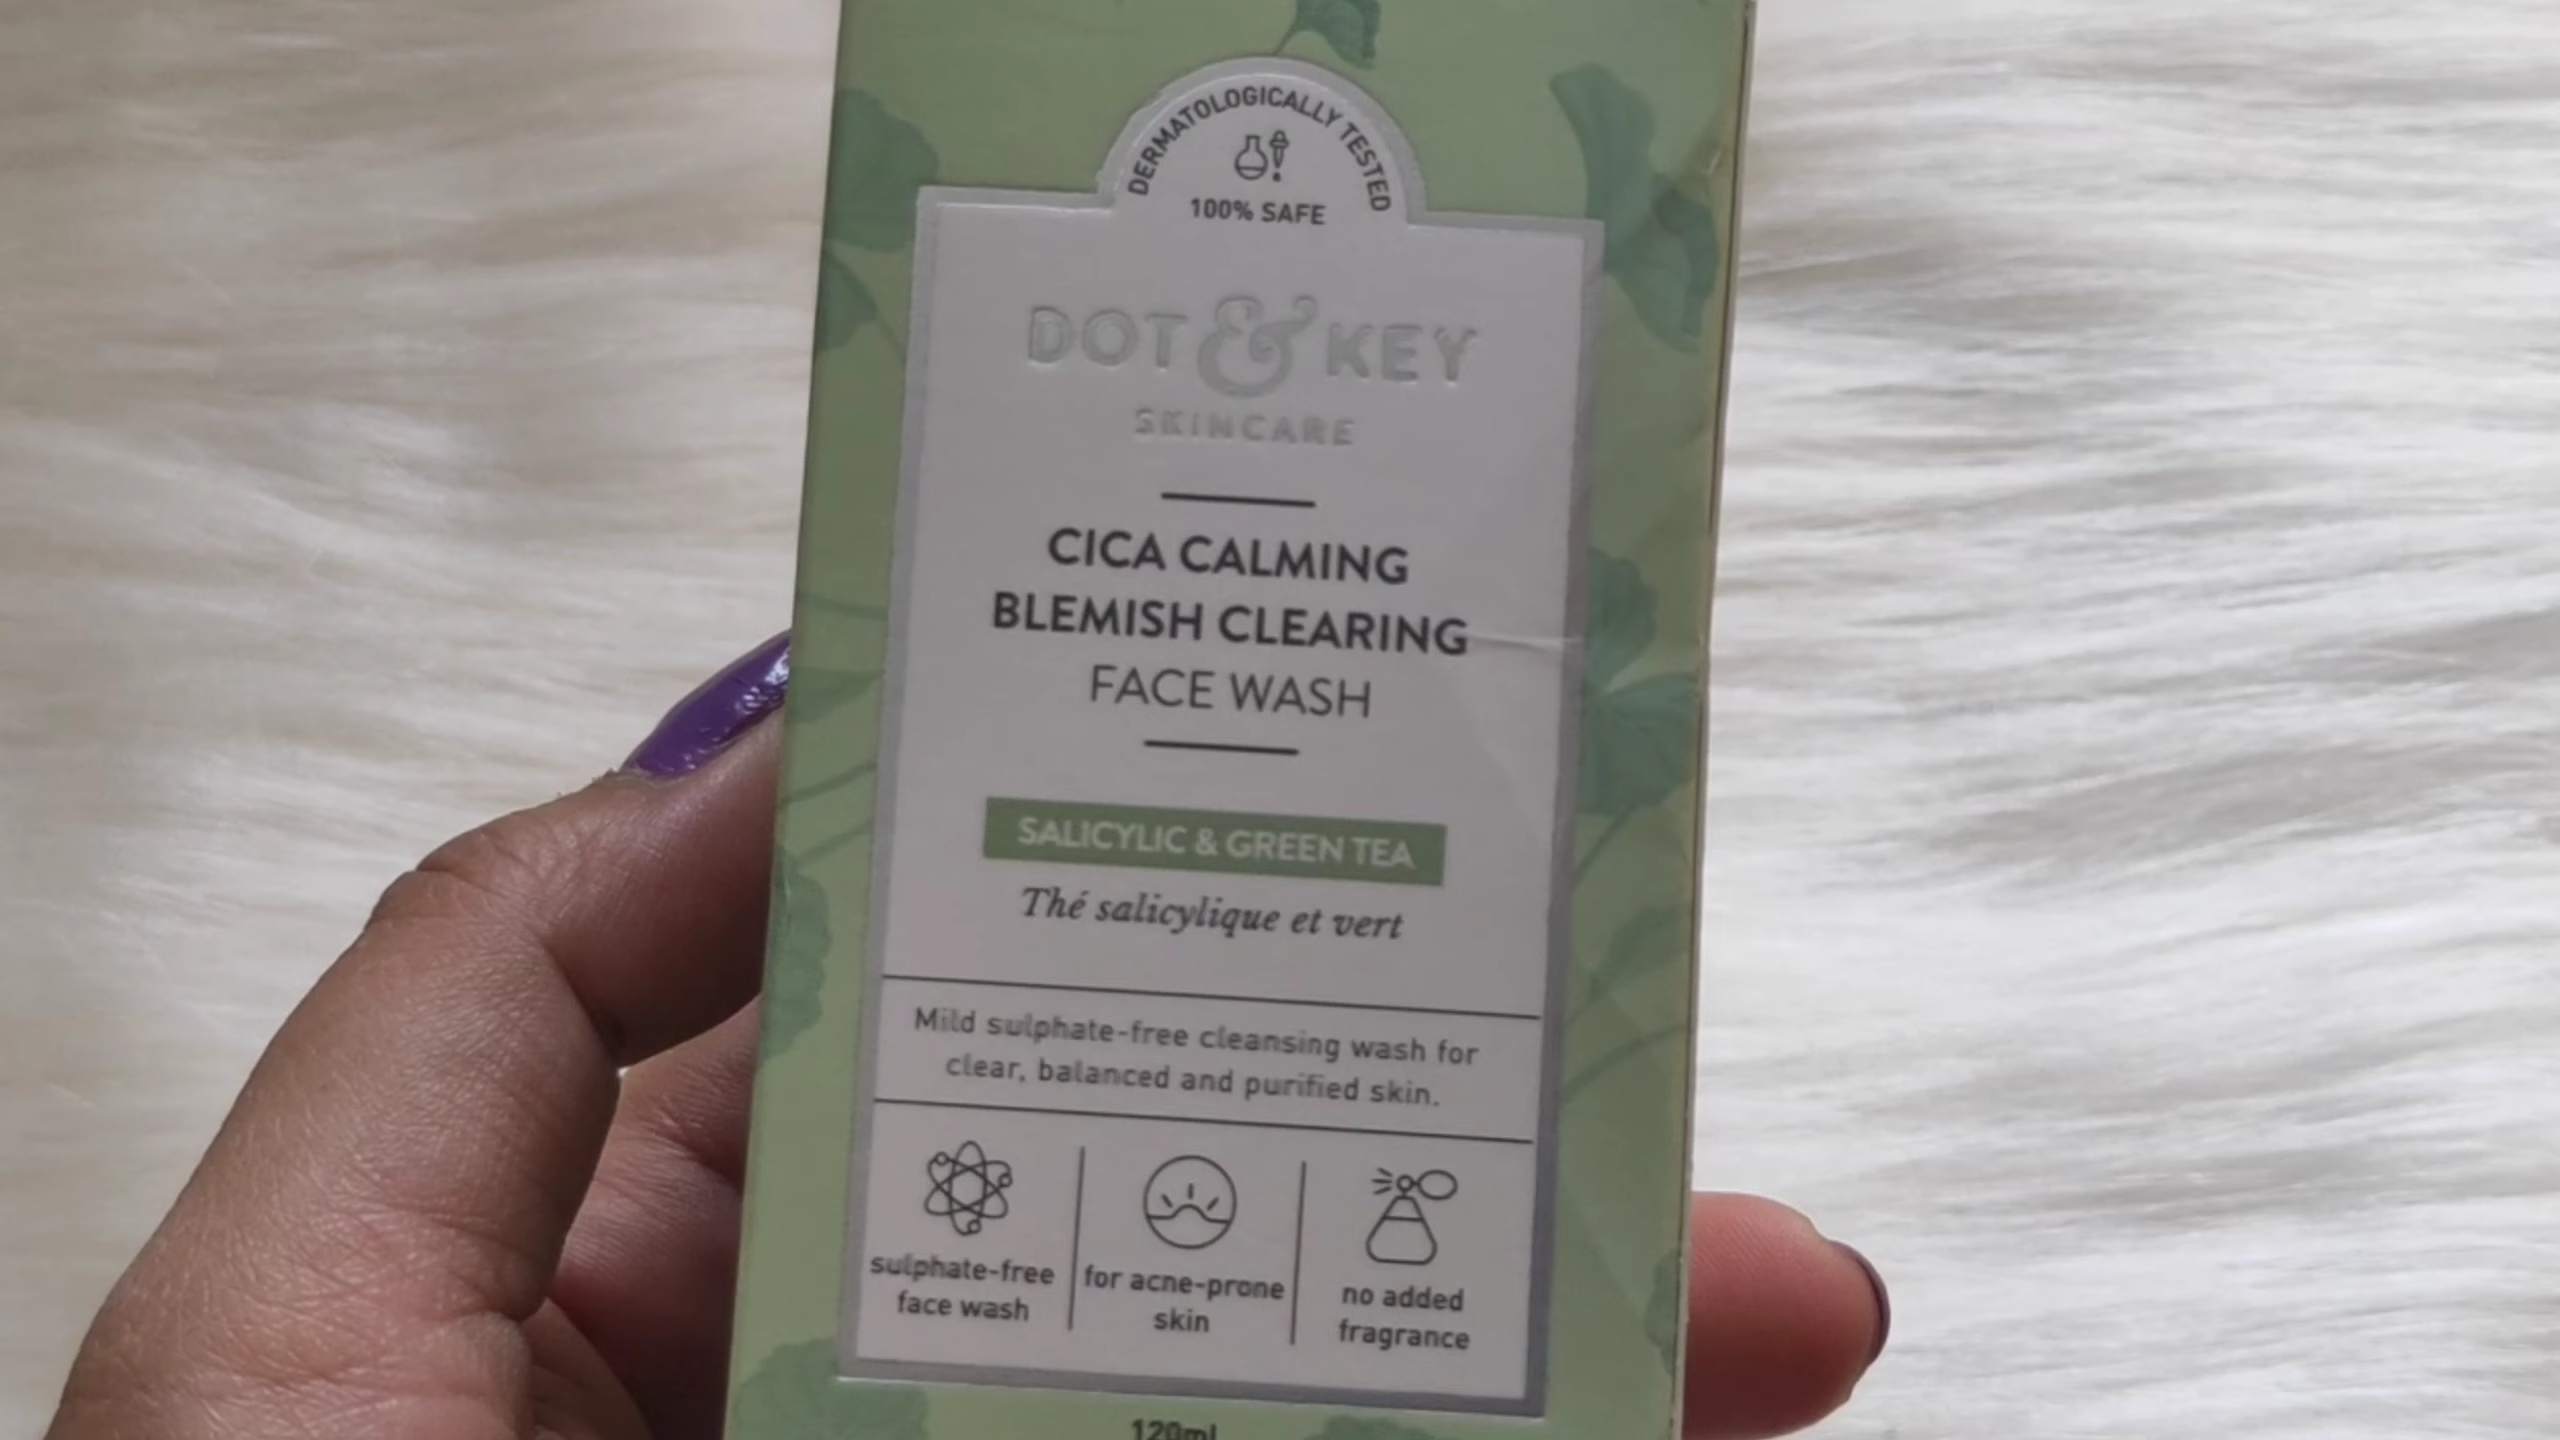 DERMATOLOGICALLY TESTED
100% SAFE
DOT & KEY
SKINCARE
CICA CALMING
BLEMISH CLEARING
FACE WASH
SALICYLIC & GREEN TEA
Thé salicylique et vert
Mild sulphate-free cleansing wash for
clear, balanced and purified skin.
sulphate-free
face wash
for acne-prone
skin
no added
fragrance
120ml